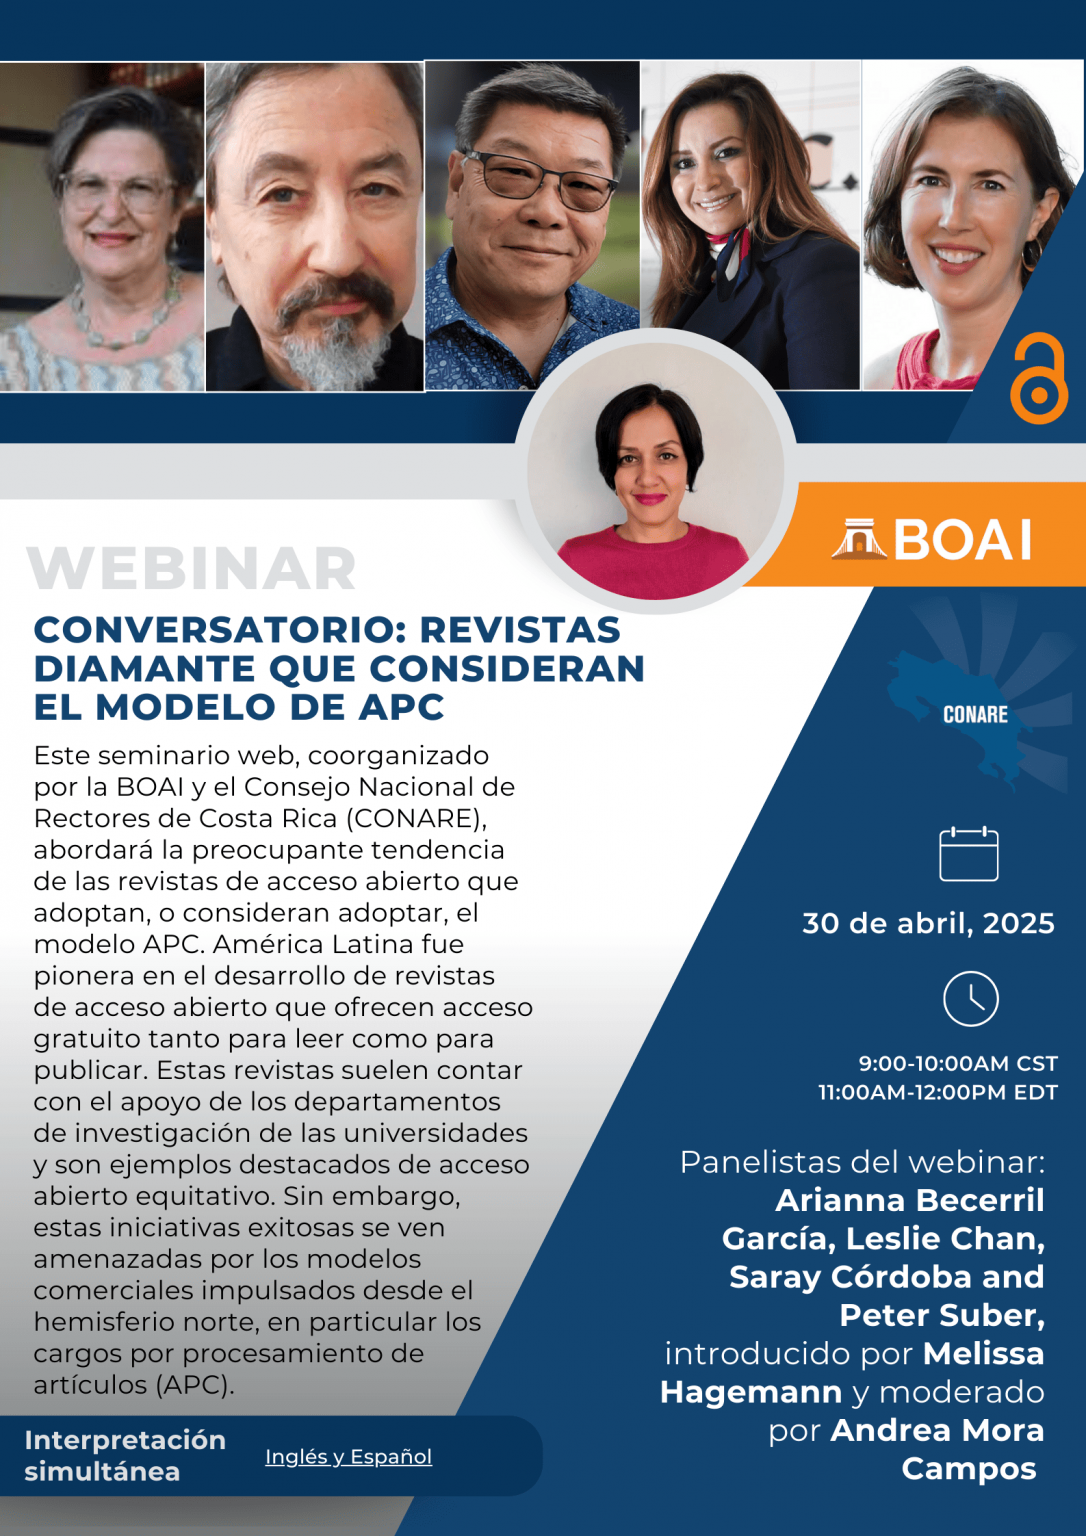 BOAI
WEBINAR
CONVERSATORIO: REVISTAS
DIAMANTE QUE CONSIDERAN
EL MODELO DE APC
Este seminario web, coorganizado
por la BOAI y el Consejo Nacional de
Rectores de Costa Rica (CONARE),
abordará la preocupante tendencia
de las revistas de acceso abierto que
adoptan, o consideran adoptar, el
modelo APC. América Latina fue
pionera en el desarrollo de revistas
de acceso abierto que ofrecen acceso
gratuito tanto para leer como para
publicar. Estas revistas suelen contar
con el apoyo de los departamentos
de investigación de las universidades
y son ejemplos destacados de acceso
abierto equitativo. Sin embargo,
estas iniciativas exitosas se ven
amenazadas por los modelos
comerciales impulsados desde el
hemisferio norte, en particular los
cargos por procesamiento de
artículos (APC).
Interpretación
simultánea
Inglés y Español
CONARE
30 de abril, 2025
9:00-10:00AM CST
11:00AM-12:00PM EDT
Panelistas del webinar:
Arianna Becerril
García, Leslie Chan,
Saray Córdoba and
Peter Suber,
introducido por Melissa
Hagemann y moderado
por Andrea Mora
Campos